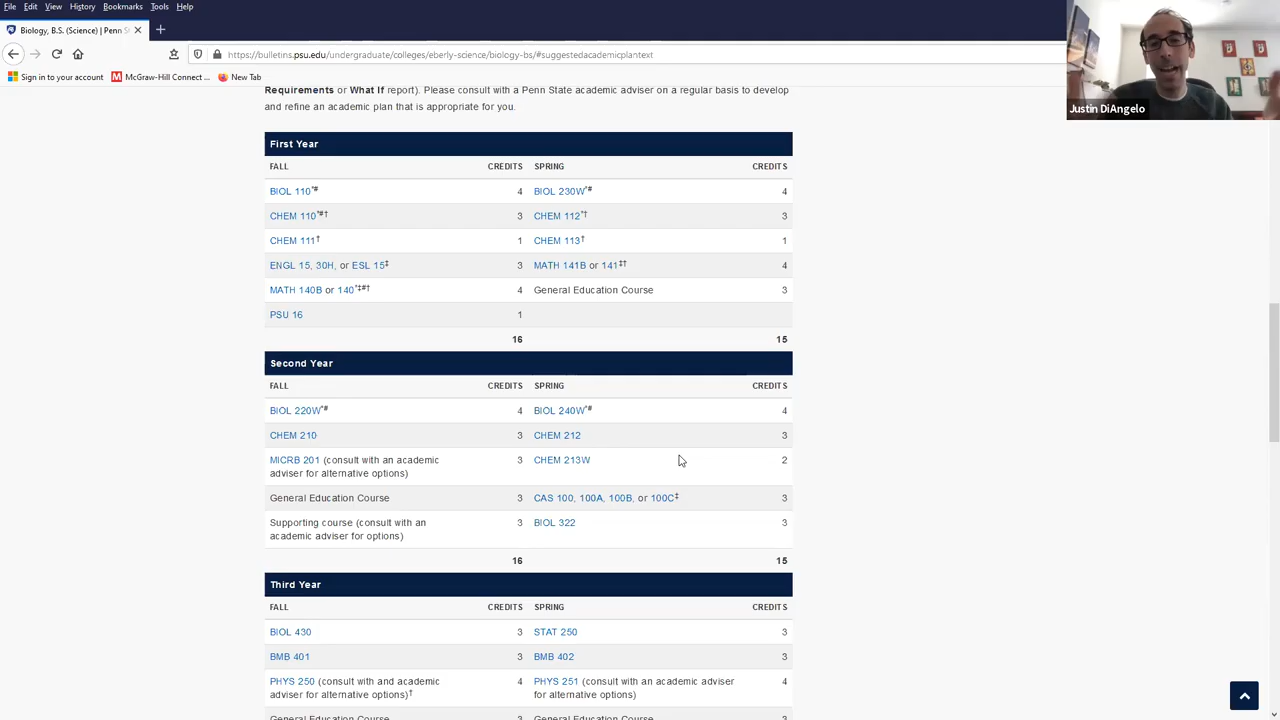 File Edit View History Bookmarks Tools Help
Biology, B.S. (Science) | Penn St
https://bulletins.psu.edu/undergraduate/colleges/eberly-science/biology-bs/#suggestedacademicplantext
Sign in to your account McGraw-Hill Connect ... New Tab
Justin DiAngelo
Requirements or What If report). Please consult with a Penn State academic adviser on a regular basis to develop
and refine an academic plan that is appropriate for you.
First Year
FALL CREDITS SPRING CREDITS
BIOL 110*# 4 BIOL 230W*# 4
CHEM 110*#† 3 CHEM 112*† 3
CHEM 111† 1 CHEM 113† 1
ENGL 15, 30H, or ESL 15‡ 3 MATH 141B or 141‡† 4
MATH 140B or 140*‡#† 4 General Education Course 3
PSU 16 1
16 15
Second Year
FALL CREDITS SPRING CREDITS
BIOL 220W*# 4 BIOL 240W*# 4
CHEM 210 3 CHEM 212 3
MICRB 201 (consult with an academic 3 CHEM 213W 2
adviser for alternative options)
General Education Course 3 CAS 100, 100A, 100B, or 100C‡ 3
Supporting course (consult with an 3 BIOL 322 3
academic adviser for options)
16 15
Third Year
FALL CREDITS SPRING CREDITS
BIOL 430 3 STAT 250 3
BMB 401 3 BMB 402 3
PHYS 250 (consult with and academic 4 PHYS 251 (consult with an academic adviser 4
adviser for alternative options)† for alternative options)
General Education Course 3 General Education Course 3